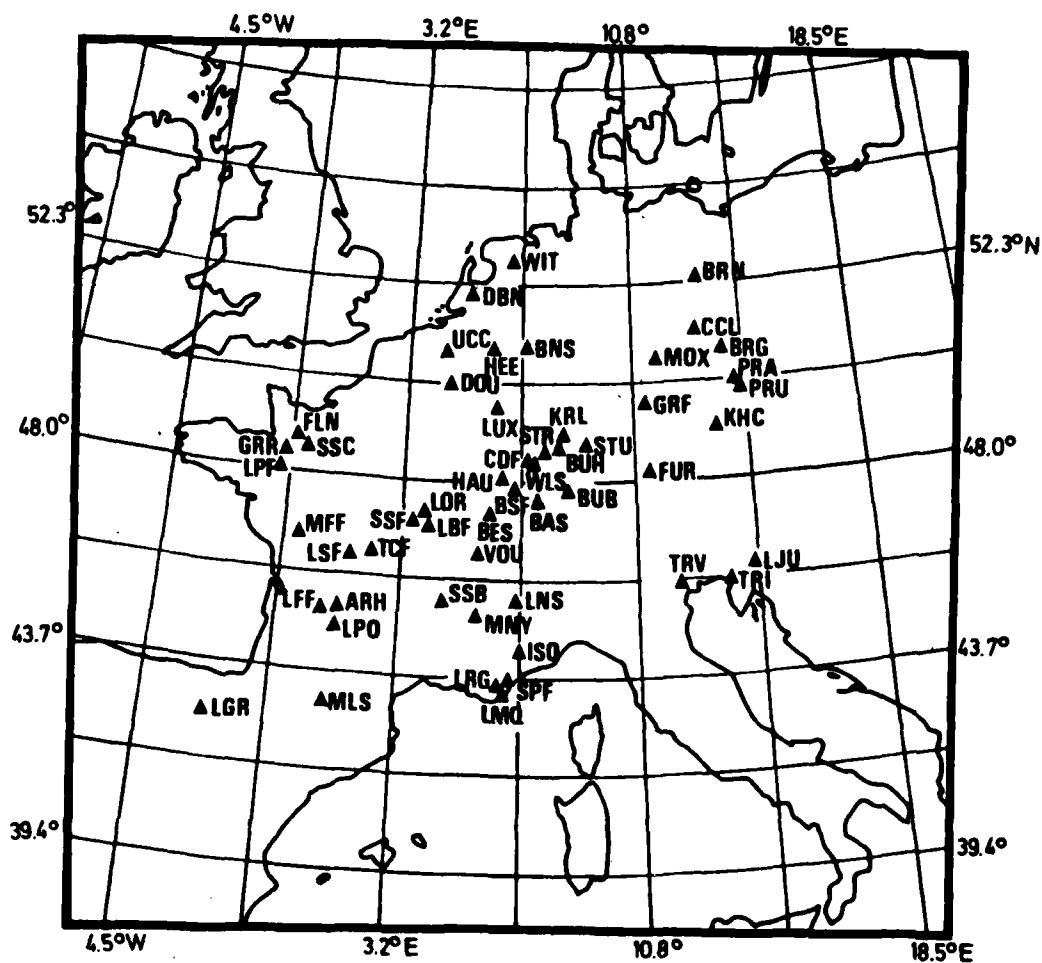 4.5°W
3.2°E
10.8°
18.5°E
52.3°
52.3°N
WIT
BRN
DBN
CCL
UCC
HEE
BNS
BRG
MOX
PRA
PRU
DOU
GRF
LUX
KRL
KHC
FLN
GRR
SSC
STR
STU
48.0°
48.0°N
LPF
CDF
BUH
FUR
HAU
WLS
BUB
LOR
BSF
SSF
LBF
BES
BAS
MFF
LSF
TCF
VOU
TRV
LJU
TRI
LFF
ARH
SSB
LNS
LPO
MNY
43.7°
43.7°
ISO
LRG
SPF
LGR
MLS
LMO
39.4°
39.4°
4.5°W
3.2°E
10.8°
18.5°E